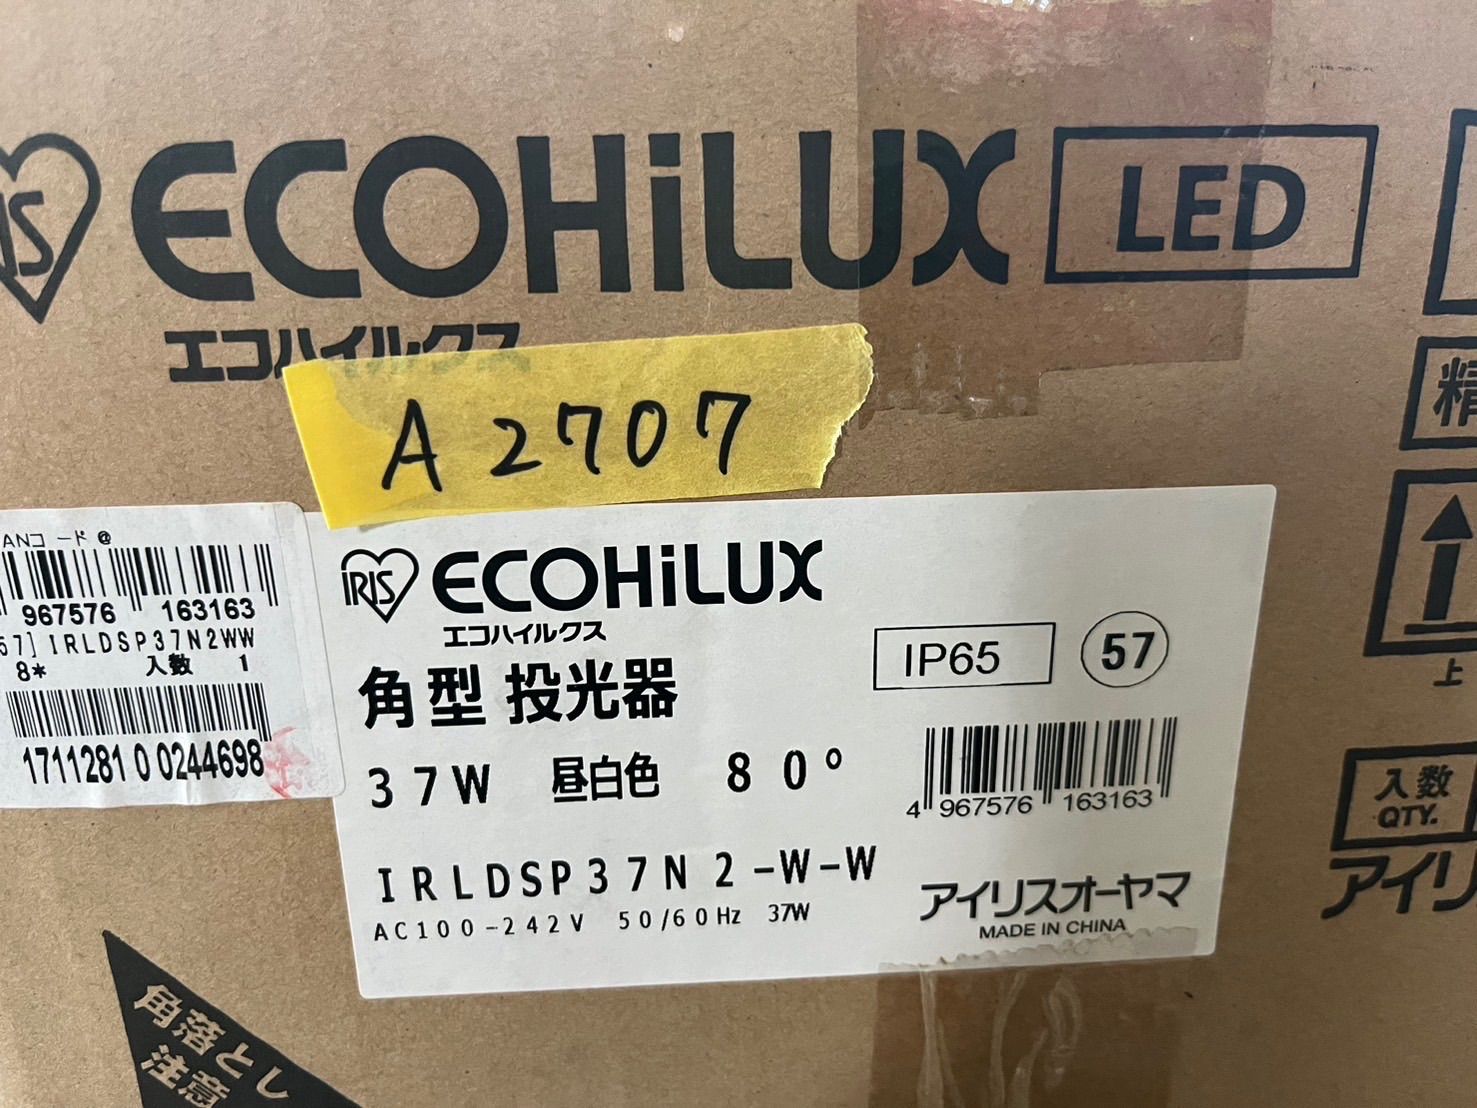 IRIS ECOHiLUX LED
エコハイルクス
A2707
精
上
入数
QTY.
アイリ
ANコード@
967576 163163
57] IRLDSP37N2WW
8* 入数 1
1711281 0 0244698
IRIS ECOHiLUX
エコハイルクス
角型 投光器
IP65 57
37W 昼白色 80°
4 967576 163163
IRLDSP37N2-W-W
AC100-242V 50/60Hz 37W
アイリスオーヤマ
MADE IN CHINA
角落とし
注意